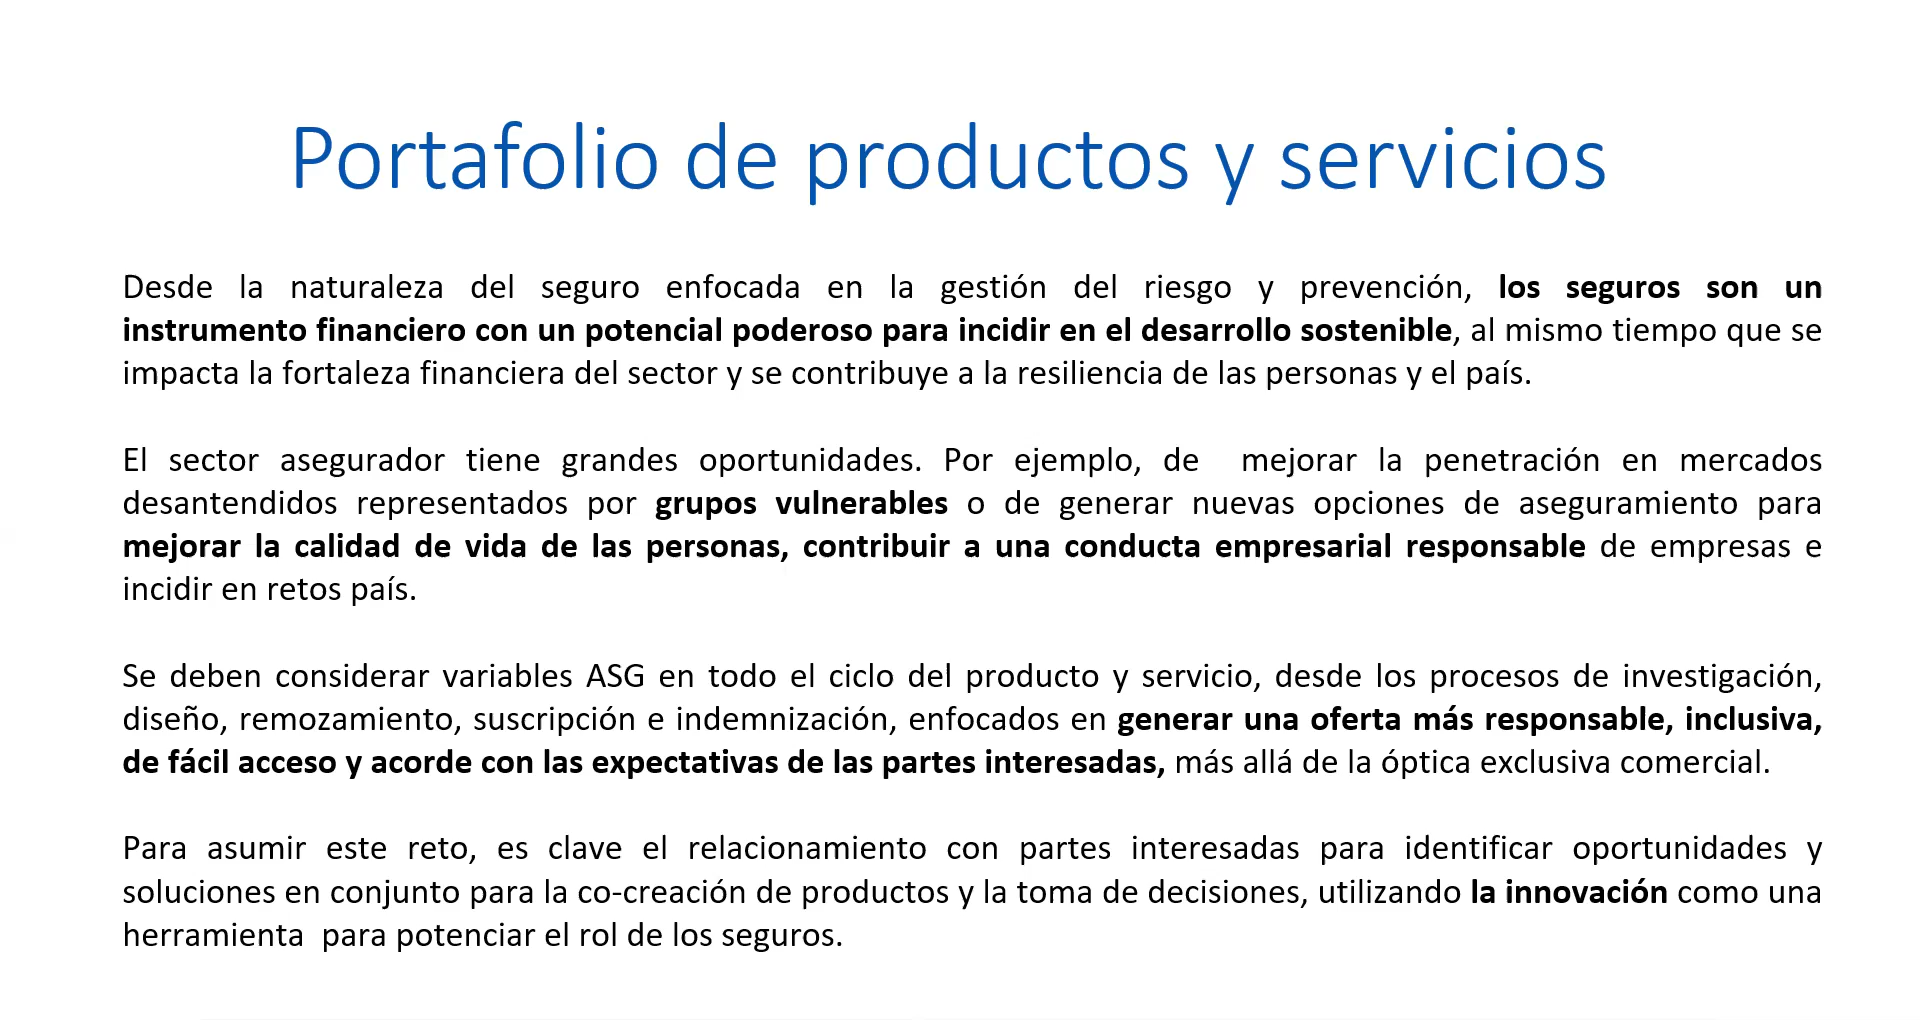 Portafolio de productos y servicios
Desde la naturaleza del seguro enfocada en la gestión del riesgo y prevención, los seguros son un
instrumento financiero con un potencial poderoso para incidir en el desarrollo sostenible, al mismo tiempo que se
impacta la fortaleza financiera del sector y se contribuye a la resiliencia de las personas y el país.
El sector asegurador tiene grandes oportunidades. Por ejemplo, de  mejorar la penetración en mercados
desantendidos representados por grupos vulnerables o de generar nuevas opciones de aseguramiento para
mejorar la calidad de vida de las personas, contribuir a una conducta empresarial responsable de empresas e
incidir en retos país.
Se deben considerar variables ASG en todo el ciclo del producto y servicio, desde los procesos de investigación,
diseño, remozamiento, suscripción e indemnización, enfocados en generar una oferta más responsable, inclusiva,
de fácil acceso y acorde con las expectativas de las partes interesadas, más allá de la óptica exclusiva comercial.
Para asumir este reto, es clave el relacionamiento con partes interesadas para identificar oportunidades y
soluciones en conjunto para la co-creación de productos y la toma de decisiones, utilizando la innovación como una
herramienta  para potenciar el rol de los seguros.